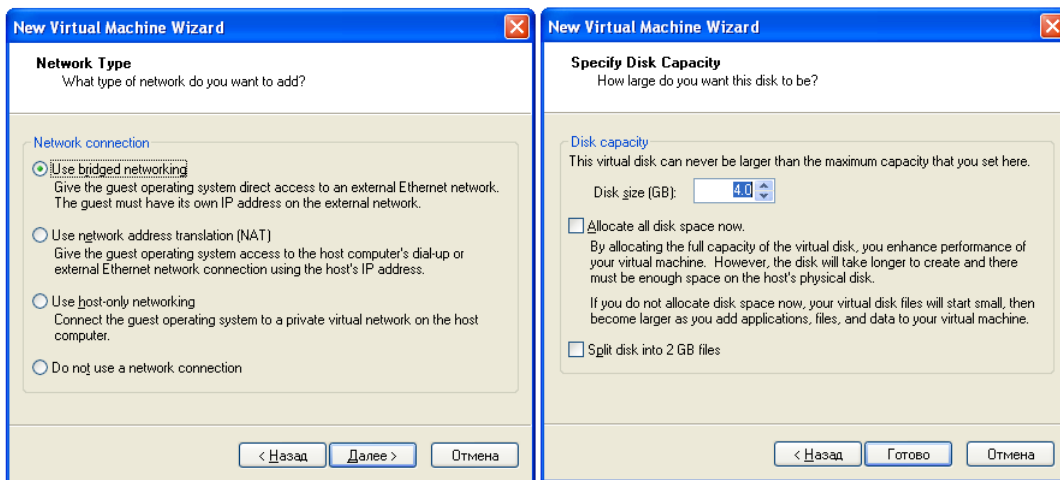 New Virtual Machine Wizard
Network Type
What type of network do you want to add?
Network connection
Use bridged networking
Give the guest operating system direct access to an external Ethernet network.
The guest must have its own IP address on the external network.
Use network address translation (NAT)
Give the guest operating system access to the host computer's dial-up or
external Ethernet network connection using the host's IP address.
Use host-only networking
Connect the guest operating system to a private virtual network on the host
computer.
Do not use a network connection
< Назад
Далее >
Отмена
New Virtual Machine Wizard
Specify Disk Capacity
How large do you want this disk to be?
Disk capacity
This virtual disk can never be larger than the maximum capacity that you set here.
Disk size (GB): 4.0
Allocate all disk space now.
By allocating the full capacity of the virtual disk, you enhance performance of
your virtual machine. However, the disk will take longer to create and there
must be enough space on the host's physical disk.
If you do not allocate disk space now, your virtual disk files will start small, then
become larger as you add applications, files, and data to your virtual machine.
Split disk into 2 GB files
< Назад
Готово
Отмена